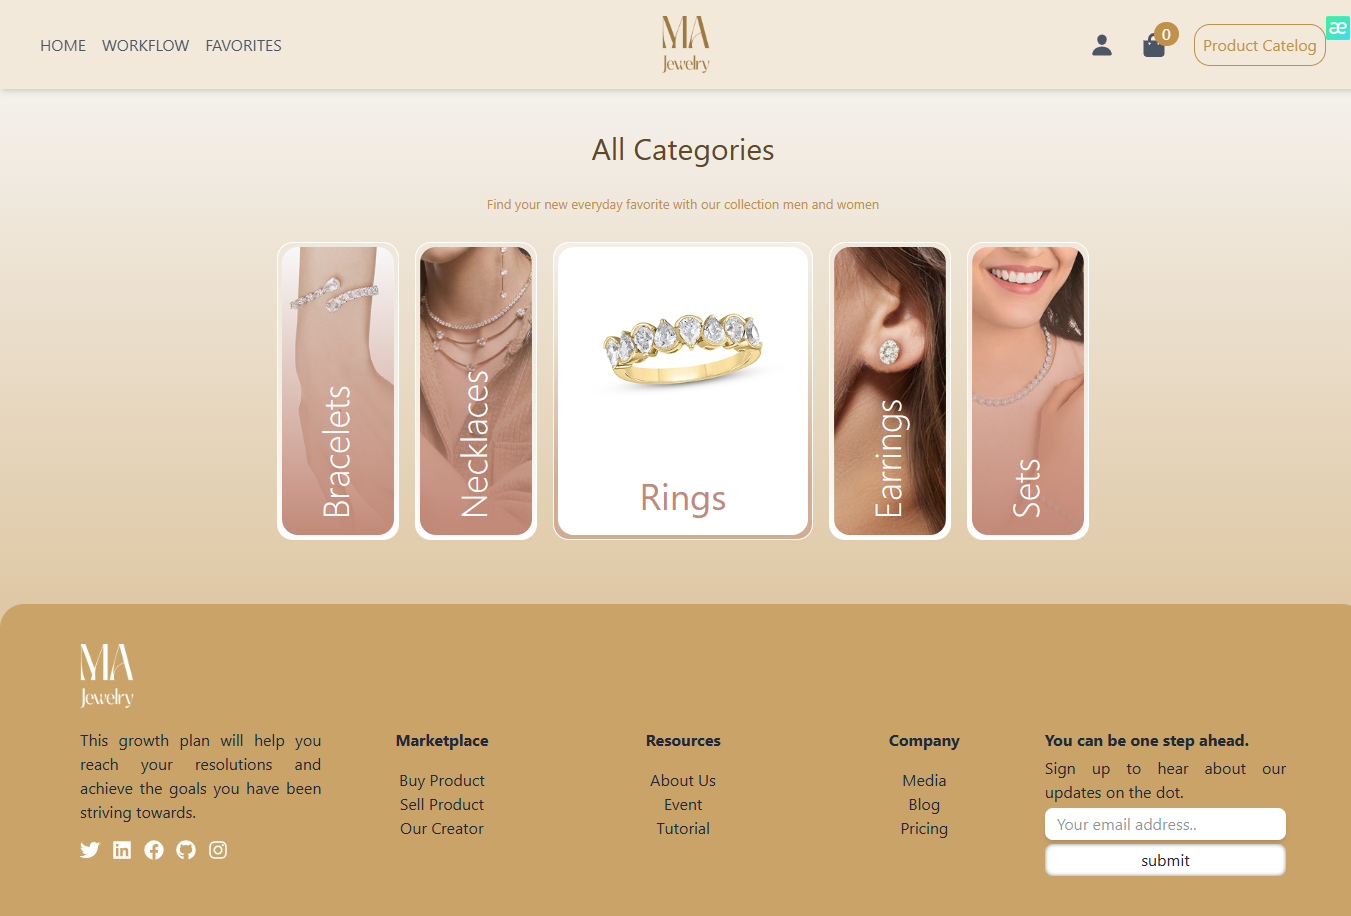 HOME WORKFLOW FAVORITES
MA
Jewelry
0
Product Catelog
æ
All Categories
Find your new everyday favorite with our collection men and women
Bracelets
Necklaces
Rings
Earrings
Sets
MA
Jewelry
This growth plan will help you
reach your resolutions and
achieve the goals you have been
striving towards.
Marketplace
Buy Product
Sell Product
Our Creator
Resources
About Us
Event
Tutorial
Company
Media
Blog
Pricing
You can be one step ahead.
Sign up to hear about our
updates on the dot.
Your email address..
submit